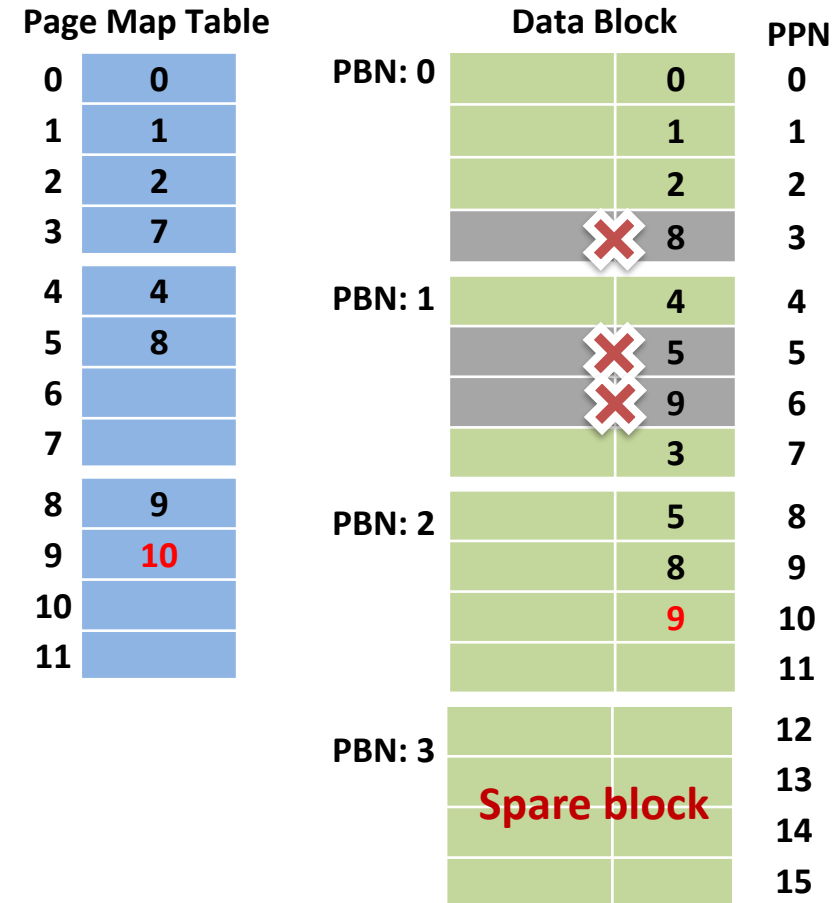 Page Map Table Data Block PPN
0 0 PBN: 0 0 0
1 1 1 1
2 2 2 2
3 7 8 3
4 4 PBN: 1 4 4
5 8 5 5
6 9 6
7 3 7
8 9 PBN: 2 5 8
9 10 8 9
10 9 10
11 11
PBN: 3 12
Spare block 13
14
15